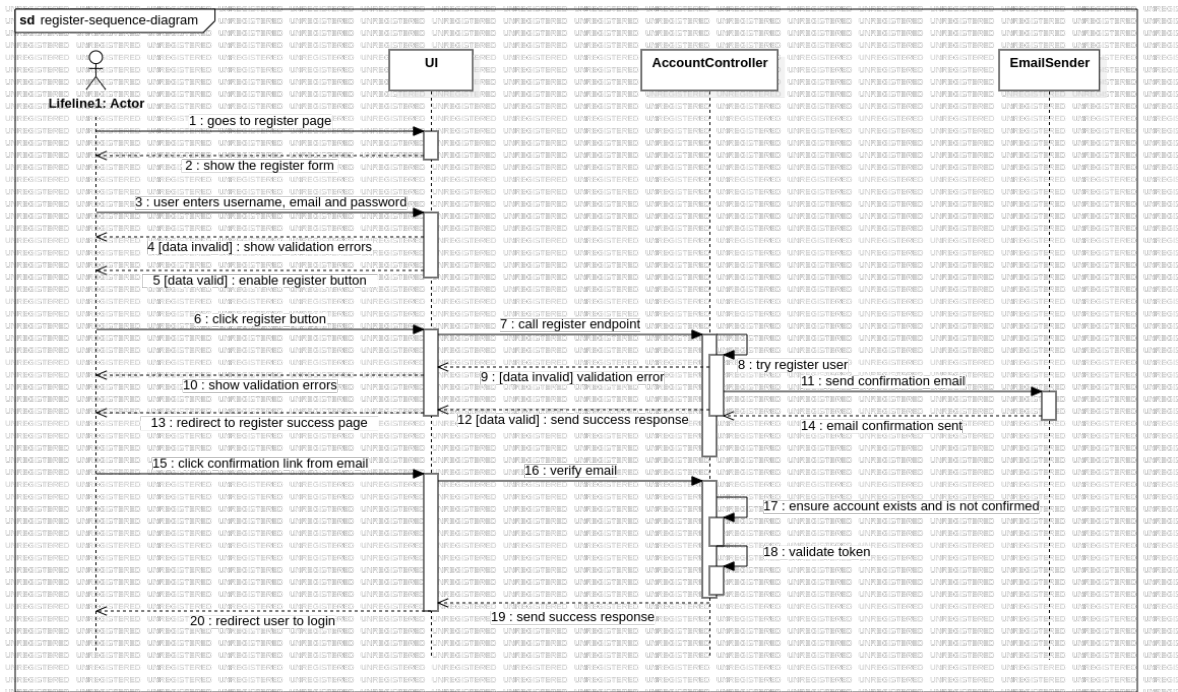 sd register-sequence-diagram
UI
AccountController
EmailSender
Lifeline1: Actor
1 : goes to register page
2 : show the register form
3 : user enters username, email and password
4 [data invalid] : show validation errors
5 [data valid] : enable register button
6 : click register button
7 : call register endpoint
8 : try register user
9 : [data invalid] validation error
10 : show validation errors
11 : send confirmation email
12 [data valid] : send success response
13 : redirect to register success page
14 : email confirmation sent
15 : click confirmation link from email
16 : verify email
17 : ensure account exists and is not confirmed
18 : validate token
19 : send success response
20 : redirect user to login
UNREGISTERED